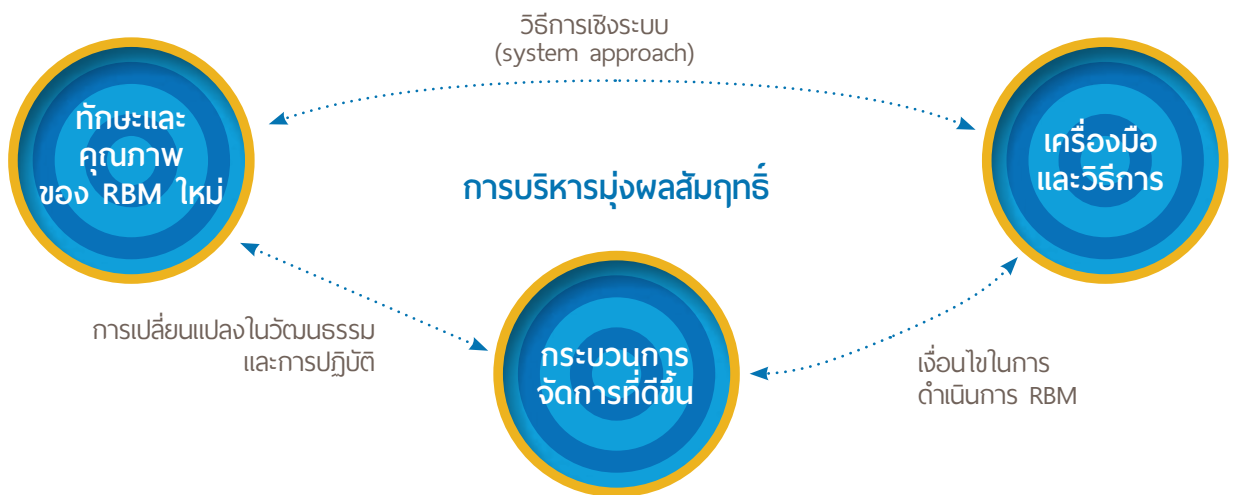 วิธีการเชิงระบบ
(system approach)
ทักษะและ
คุณภาพ
ของ RBM ใหม่
เครื่องมือ
และวิธีการ
การบริหารมุ่งผลสัมฤทธิ์
การเปลี่ยนแปลงในวัฒนธรรม
และการปฏิบัติ
กระบวนการ
จัดการที่ดีขึ้น
เงื่อนไขในการ
ดำเนินการ RBM